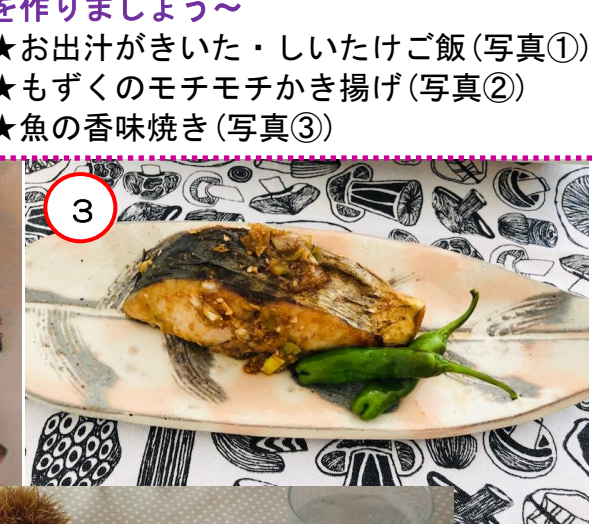 を作りましょう~
★お出汁がきいた・しいたけご飯(写真①)
★もずくのモチモチかき揚げ(写真②)
★魚の香味焼き(写真③)
3